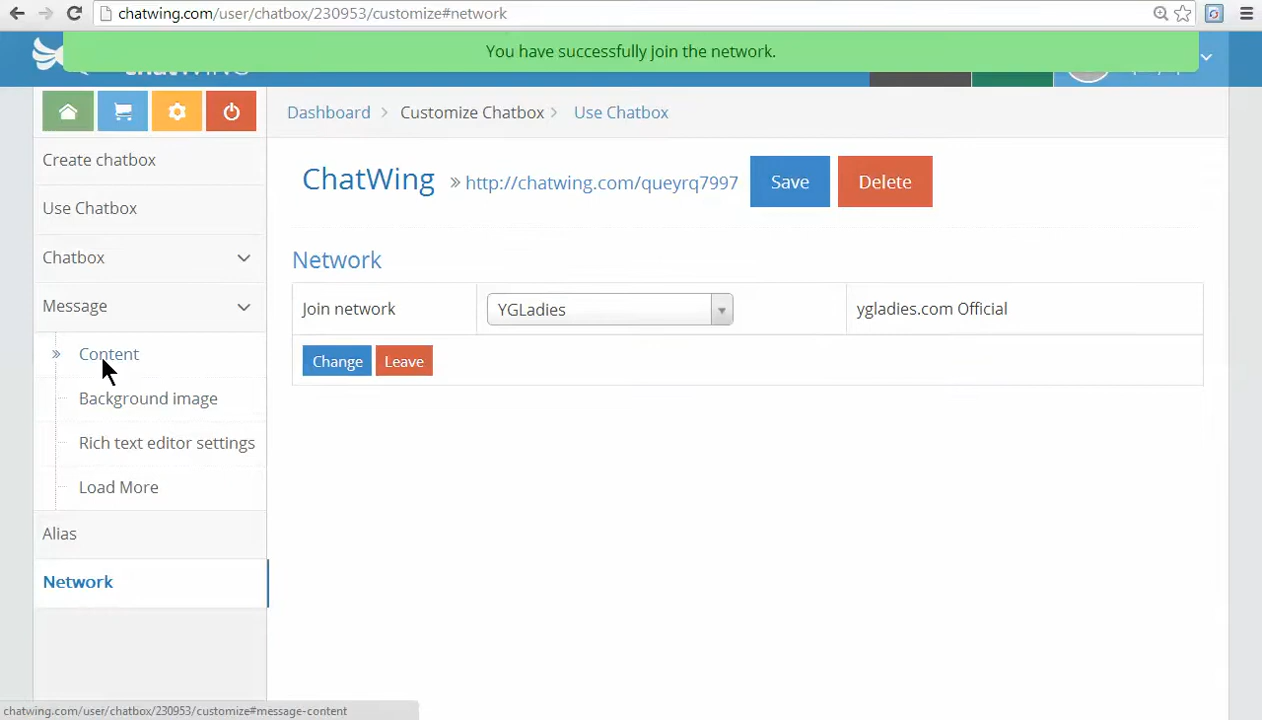 chatwing.com/user/chatbox/230953/customize#network
You have successfully join the network.
Dashboard > Customize Chatbox > Use Chatbox
Create chatbox
Use Chatbox
Chatbox
Message
Content
Background image
Rich text editor settings
Load More
Alias
Network
ChatWing » http://chatwing.com/queyrq7997 Save Delete
Network
Join network YGLadies ygladies.com Official
Change Leave
chatwing.com/user/chatbox/230953/customize#message-content